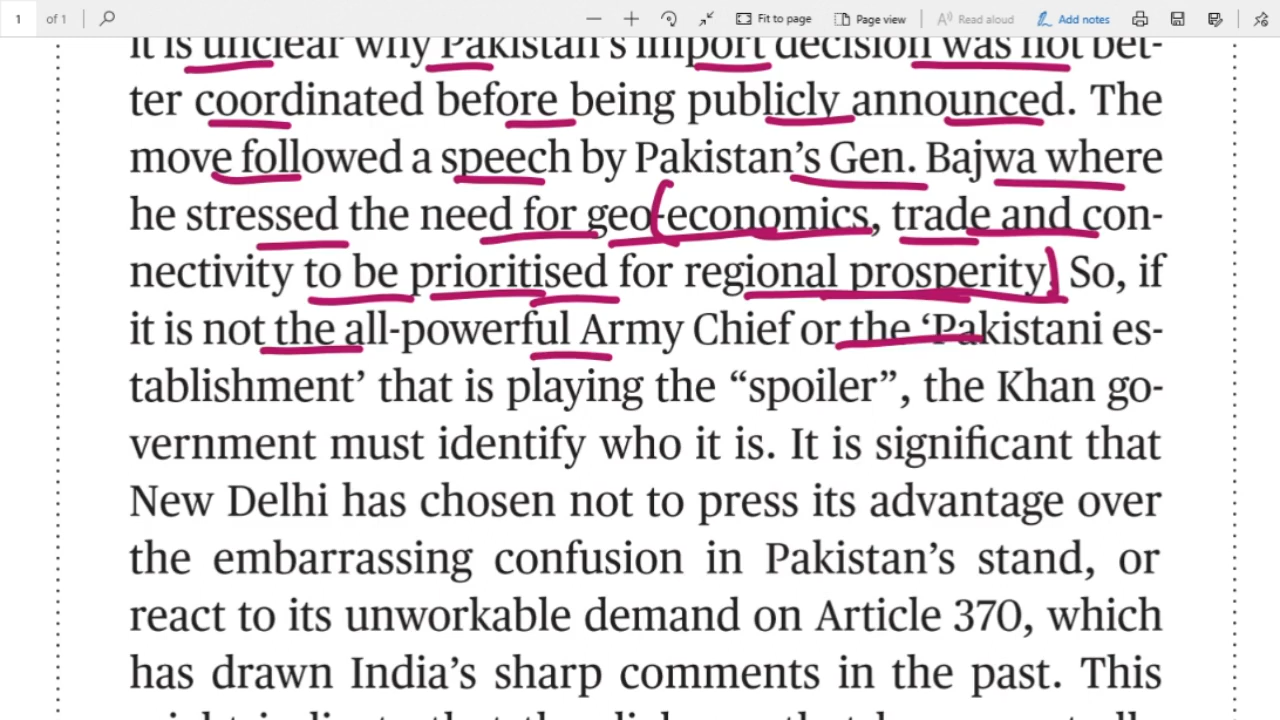 1 of 1 Fit to page Page view Read aloud Add notes
it is unclear why Pakistan's import decision was not bet-
ter coordinated before being publicly announced. The
move followed a speech by Pakistan's Gen. Bajwa where
he stressed the need for geo-economics, trade and con-
nectivity to be prioritised for regional prosperity. So, if
it is not the all-powerful Army Chief or the ‘Pakistani es-
tablishment’ that is playing the “spoiler”, the Khan go-
vernment must identify who it is. It is significant that
New Delhi has chosen not to press its advantage over
the embarrassing confusion in Pakistan's stand, or
react to its unworkable demand on Article 370, which
has drawn India's sharp comments in the past. This